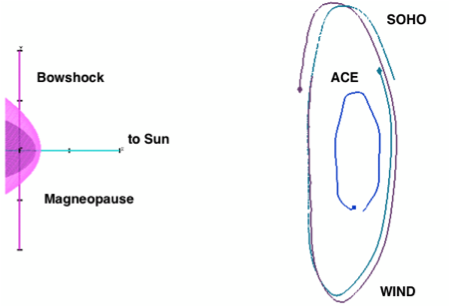 SOHO
Bowshock
ACE
to Sun
Magneopause
WIND